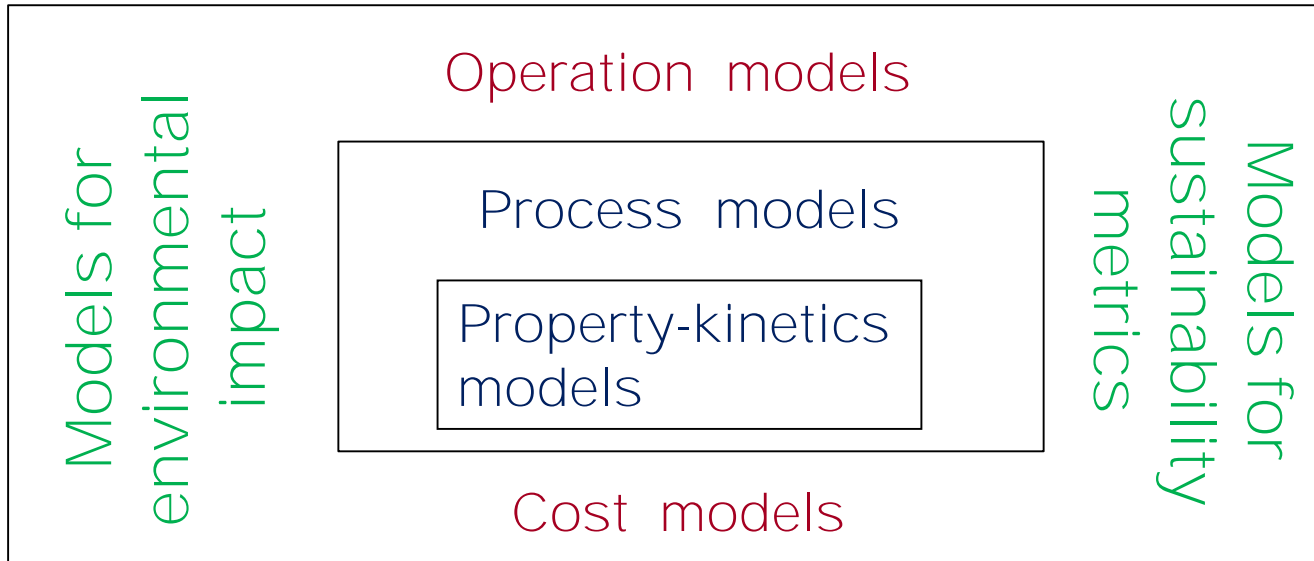 Operation models
Models for
environmental
impact
Process models
Property-kinetics
models
Models for
sustainability
metrics
Cost models